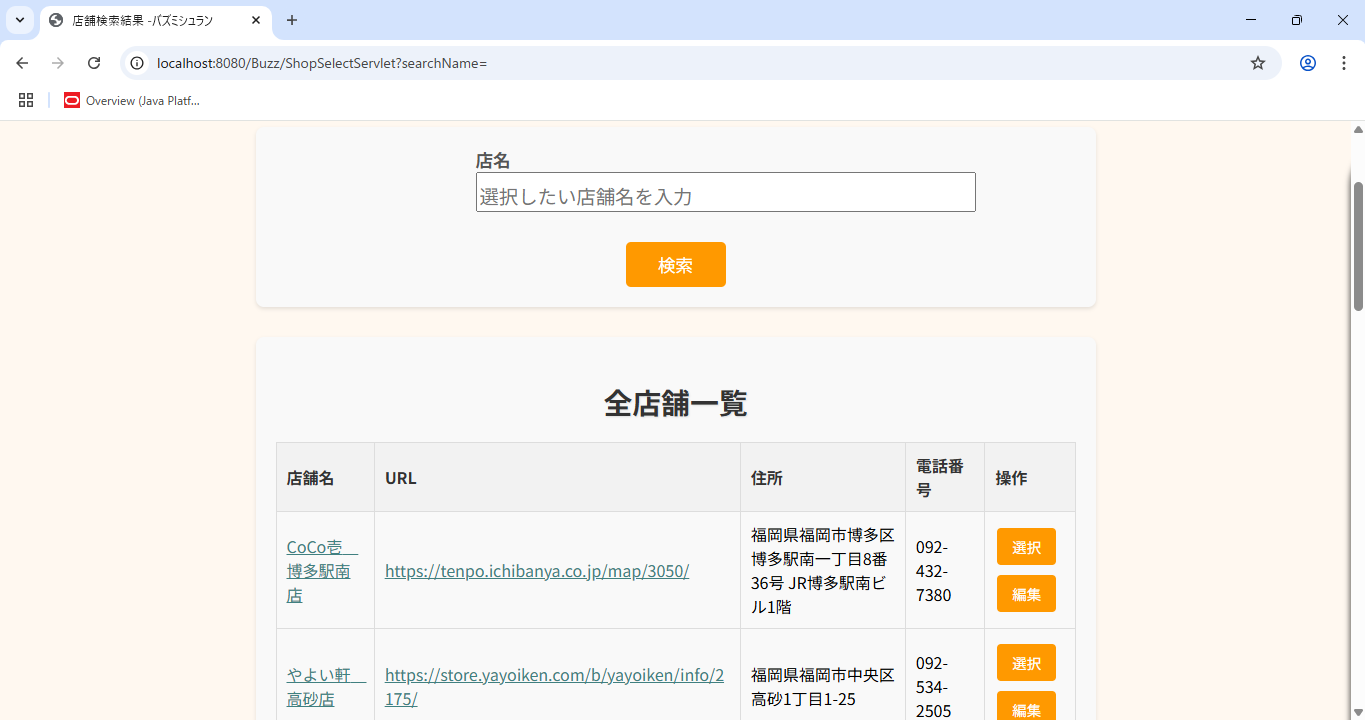 店舗検索結果 -バズミシュラン
localhost:8080/Buzz/ShopSelectServlet?searchName=
Overview (Java Platf...
店名
選択したい店舗名を入力
検索
全店舗一覧
店舗名
URL
住所
電話番
号
操作
CoCo壱
博多駅南
店
https://tenpo.ichibanya.co.jp/map/3050/
福岡県福岡市博多区
博多駅南一丁目8番
36号 JR博多駅南ビ
ル1階
092-
432-
7380
選択
編集
やよい軒
高砂店
https://store.yayoiken.com/b/yayoiken/info/2
175/
福岡県福岡市中央区
高砂1丁目1-25
092-
534-
2505
選択
編集